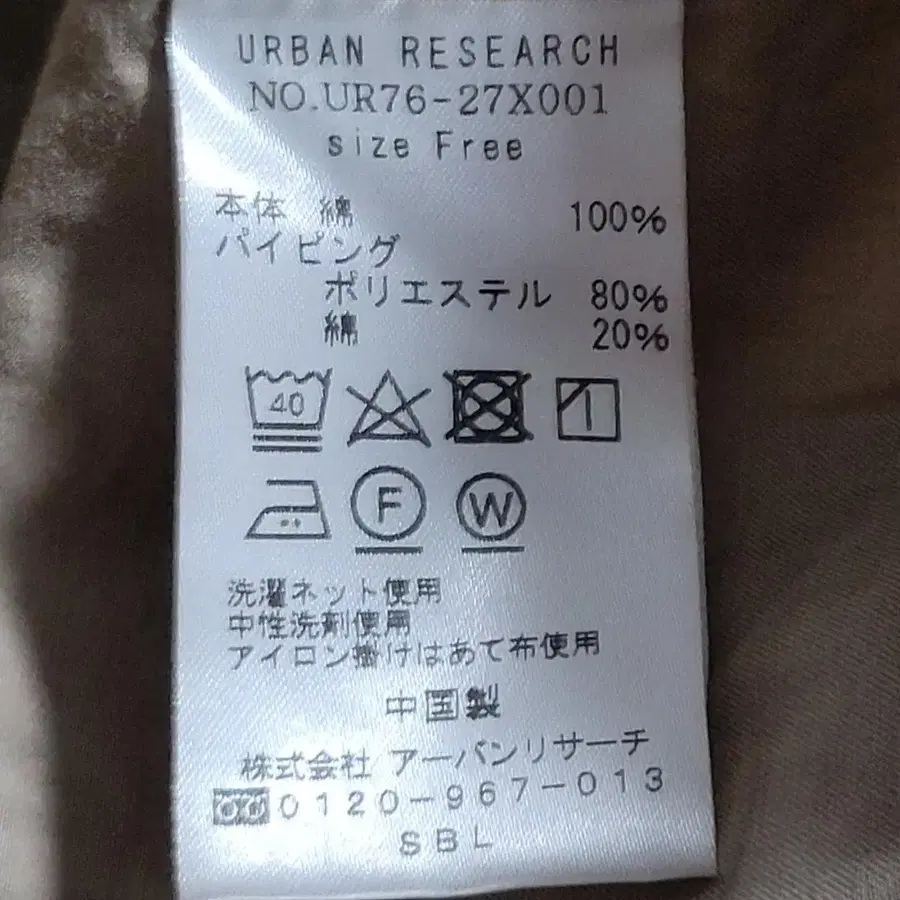 URBAN RESEARCH
NO.UR76-27X001
size Free
本体 綿 100%
パイピング
ポリエステル 80%
綿 20%
40
F W
洗濯ネット使用
中性洗剤使用
アイロン掛けはあて布使用
中国製
株式会社 アーバンリサーチ
0120-967-013
SBL